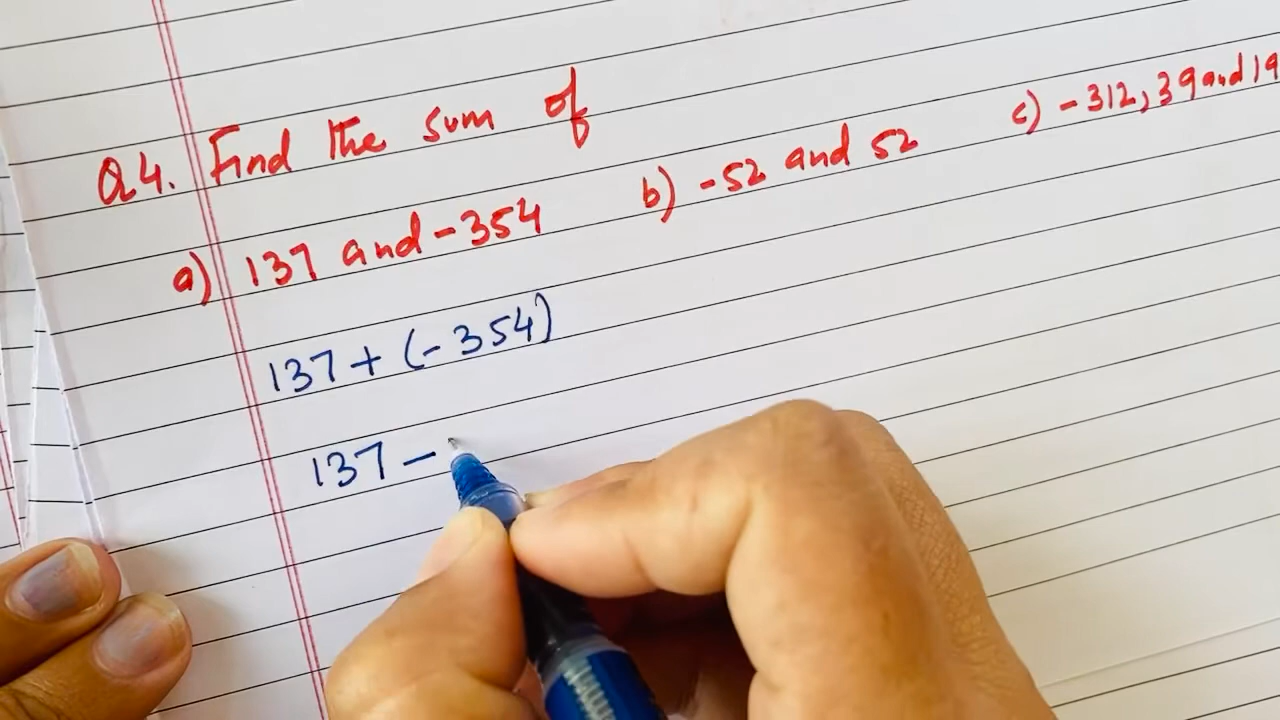 Q4. Find the sum of
a) 137 and -354 b) -52 and 52 c) -312, 39 and 19
137 + (-354)
137 -